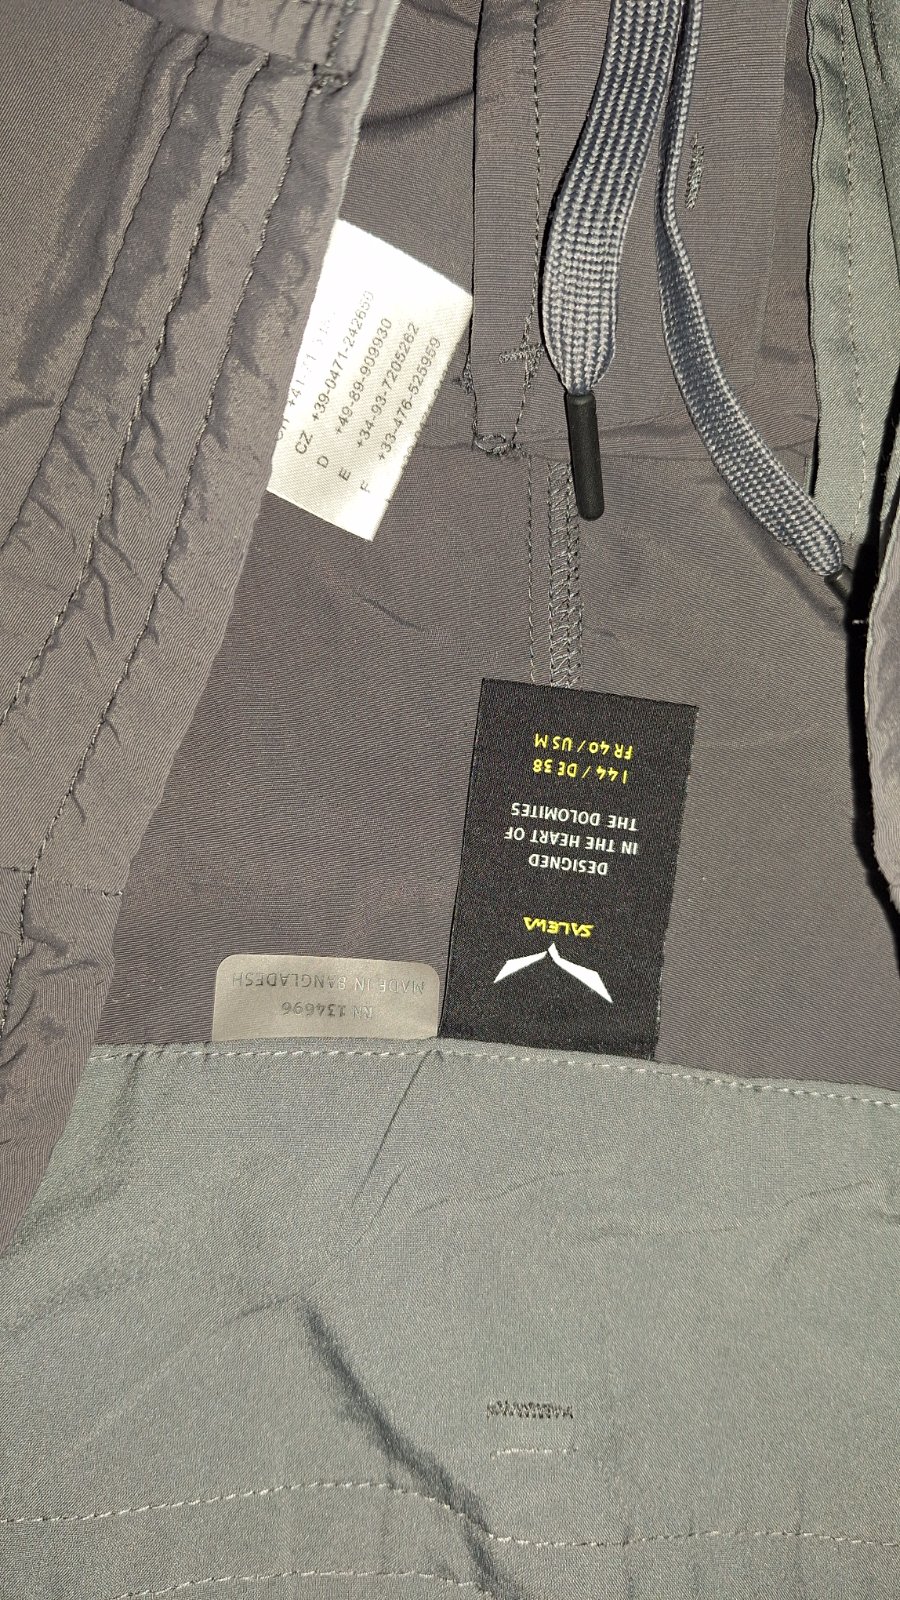 CZ +39-0471-242650
D +49-89-909930
E +34-93-7205262
F +33-476-525959
SALEWA
DESIGNED
IN THE HEART OF
THE DOLOMITES
I 44 / DE 38
FR 40 / US M
RN 134696
MADE IN BANGLADESH